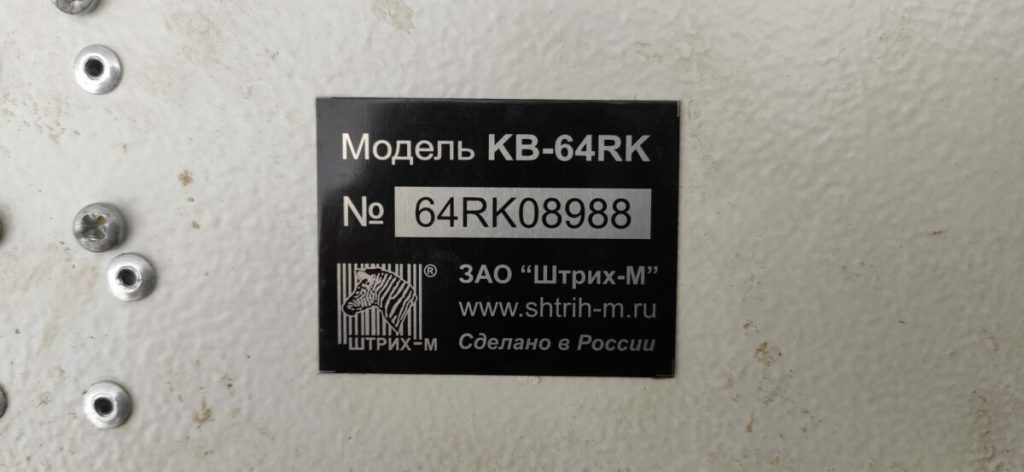 Модель KB-64RK
№ 64RK08988
ШТРИХ-М ®
ЗАО “Штрих-М”
www.shtrih-m.ru
Сделано в России